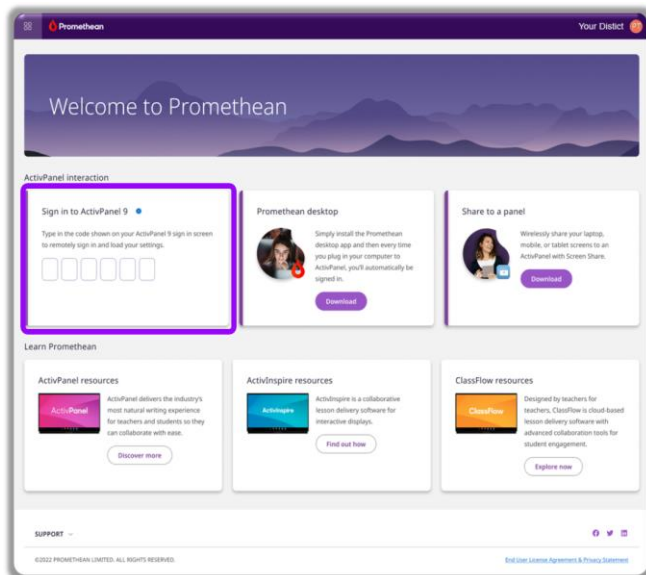 Promethean
Your Distict
PT
Welcome to Promethean
ActivPanel interaction
Sign in to ActivPanel 9
Type in the code shown on your ActivPanel 9 sign in screen
to remotely sign in and load your settings.
Promethean desktop
Simply install the Promethean
desktop app and then every time
you plug in your computer to
ActivPanel, you'll automatically be
signed in.
Download
Share to a panel
Wirelessly share your laptop,
mobile, or tablet screens to an
ActivPanel with Screen Share.
Download
Learn Promethean
ActivPanel resources
ActivPanel
ActivPanel delivers the industry's
most natural writing experience
for teachers and students so they
can collaborate with ease.
Discover more
ActivInspire resources
ActivInspire
ActivInspire is a collaborative
lesson delivery software for
interactive displays.
Find out how
ClassFlow resources
ClassFlow
Designed by teachers for
teachers, ClassFlow is cloud-based
lesson delivery software with
advanced collaboration tools for
student engagement.
Explore now
SUPPORT
©2022 PROMETHEAN LIMITED. ALL RIGHTS RESERVED.
End User License Agreement & Privacy Statement